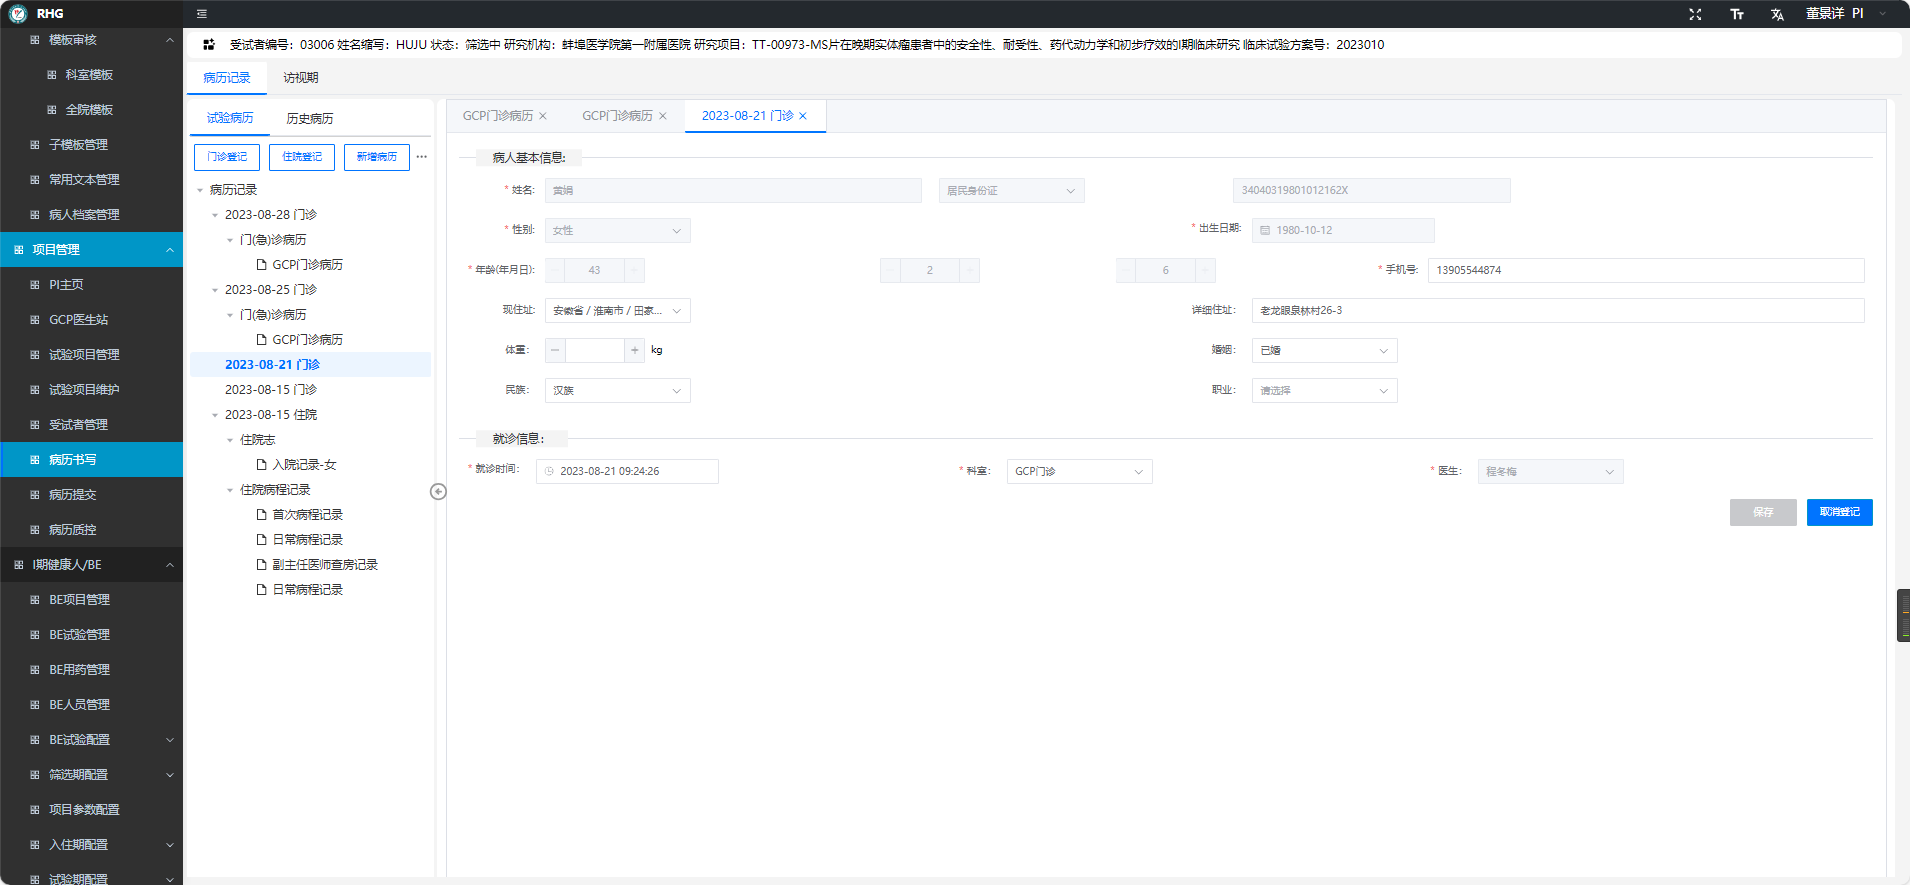 RHG
董景详 PI
模板审核
科室模板
全院模板
子模板管理
常用文本管理
病人档案管理
项目管理
PI主页
GCP医生站
试验项目管理
试验项目维护
受试者管理
病历书写
病历提交
病历质控
I期健康人/BE
BE项目管理
BE试验管理
BE用药管理
BE人员管理
BE试验配置
筛选期配置
项目参数配置
入住期配置
试验期配置
受试者编号：03006 姓名缩写：HUJU 状态：筛选中 研究机构：蚌埠医学院第一附属医院 研究项目：TT-00973-MS片在晚期实体瘤患者中的安全性、耐受性、药代动力学和初步疗效的I期临床研究 临床试验方案号：2023010
病历记录 访视期
试验病历 历史病历
门诊登记 住院登记 新增病历 ···
病历记录
2023-08-28 门诊
门(急)诊病历
GCP门诊病历
2023-08-25 门诊
门(急)诊病历
GCP门诊病历
2023-08-21 门诊
2023-08-15 门诊
2023-08-15 住院
住院志
入院记录-女
住院病程记录
首次病程记录
日常病程记录
副主任医师查房记录
日常病程记录
GCP门诊病历 GCP门诊病历 2023-08-21 门诊
病人基本信息:
* 姓名: 黄娟 居民身份证 34040319801012162X
* 性别: 女性 * 出生日期: 1980-10-12
* 年龄(年月日): 43 2 6 * 手机号: 13905544874
现住址: 安徽省 / 淮南市 / 田家... 详细住址: 老龙眼泉林村26-3
体重: − + kg 婚姻: 已婚
民族: 汉族 职业: 请选择
就诊信息:
* 就诊时间: 2023-08-21 09:24:26 * 科室: GCP门诊 * 医生: 程冬梅
保存 取消登记